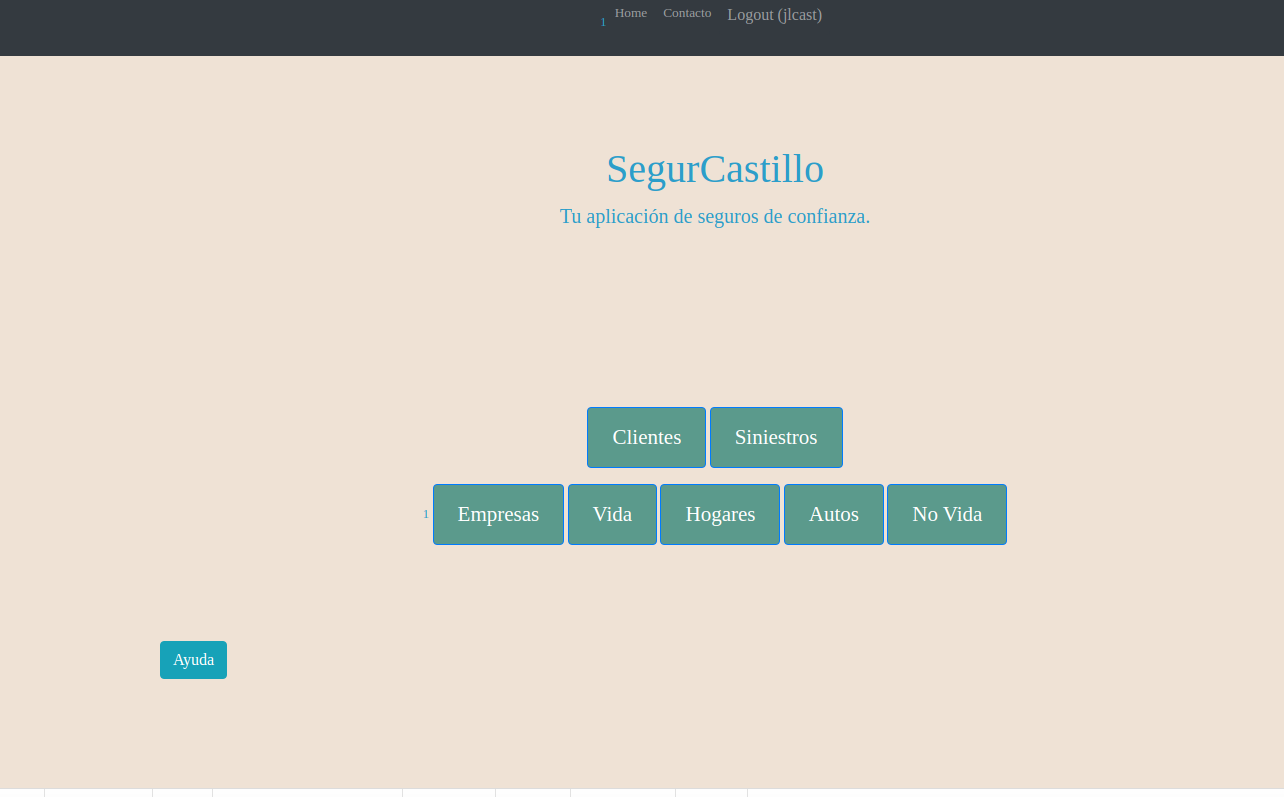 1 Home Contacto Logout (jlcast)
SegurCastillo
Tu aplicación de seguros de confianza.
Clientes Siniestros
1 Empresas Vida Hogares Autos No Vida
Ayuda